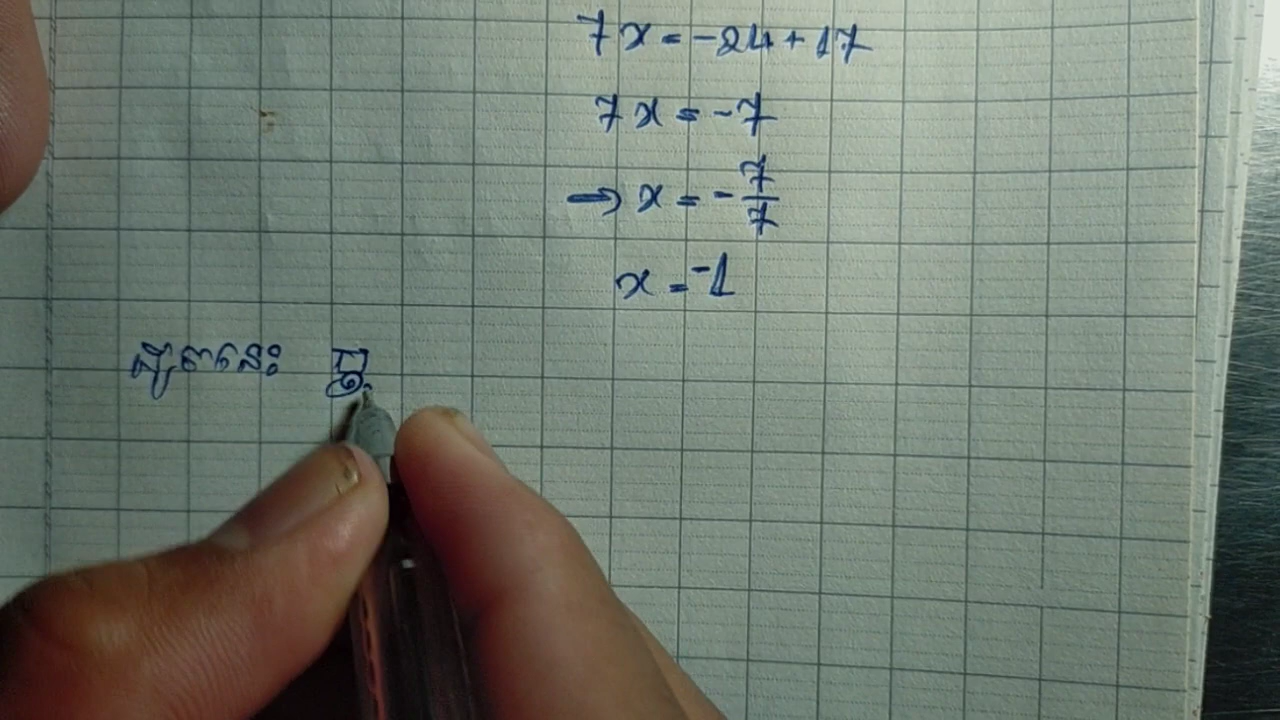 7x = -24 + 17
7x = -7
⇒ x = -7/7
x = -1
ដូចនេះ